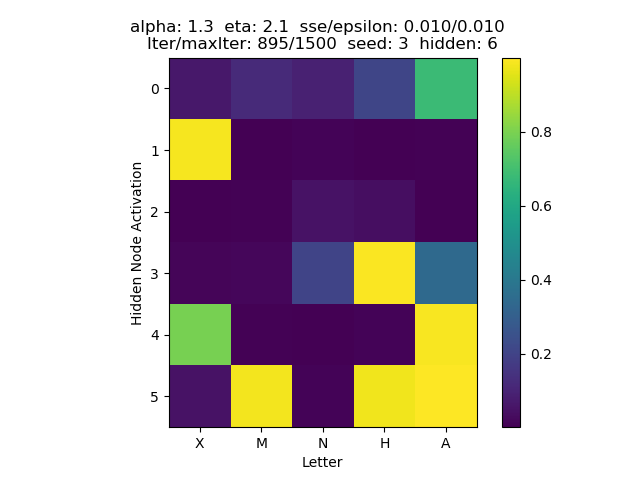 alpha: 1.3  eta: 2.1  sse/epsilon: 0.010/0.010
Iter/maxIter: 895/1500  seed: 3  hidden: 6
0
1
2
3
4
5
Hidden Node Activation
X M N H A
Letter
0.8
0.6
0.4
0.2